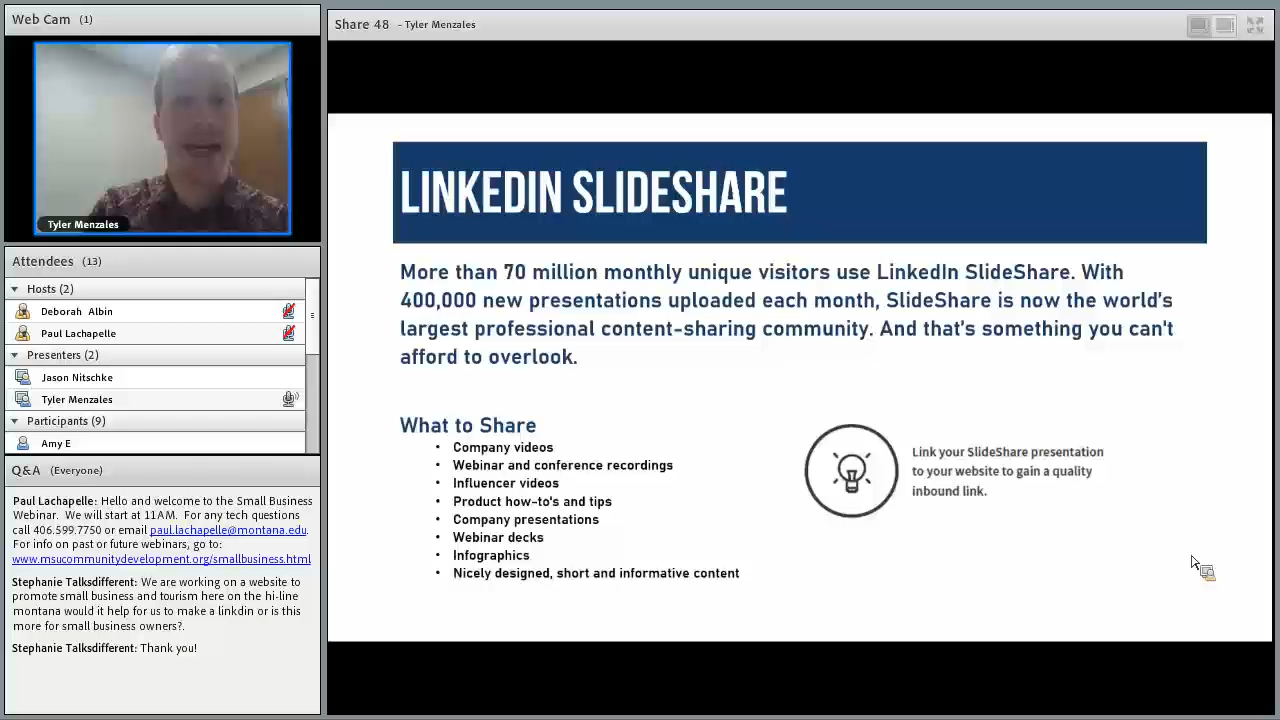 Web Cam (1)
Tyler Menzales
Attendees (13)
Hosts (2)
Deborah Albin
Paul Lachapelle
Presenters (2)
Jason Nitschke
Tyler Menzales
Participants (9)
Amy E
Q&A (Everyone)
Paul Lachapelle: Hello and welcome to the Small Business
Webinar. We will start at 11AM. For any tech questions
call 406.599.7750 or email paul.lachapelle@montana.edu.
For info on past or future webinars, go to:
www.msucommunitydevelopment.org/smallbusiness.html
Stephanie Talksdifferent: We are working on a website to
promote small business and tourism here on the hi-line
montana would it help for us to make a linkdin or is this
more for small business owners?.
Stephanie Talksdifferent: Thank you!
Share 48 - Tyler Menzales
LINKEDIN SLIDESHARE
More than 70 million monthly unique visitors use LinkedIn SlideShare. With
400,000 new presentations uploaded each month, SlideShare is now the world's
largest professional content-sharing community. And that's something you can't
afford to overlook.
What to Share
• Company videos
• Webinar and conference recordings
• Influencer videos
• Product how-to's and tips
• Company presentations
• Webinar decks
• Infographics
• Nicely designed, short and informative content
Link your SlideShare presentation
to your website to gain a quality
inbound link.